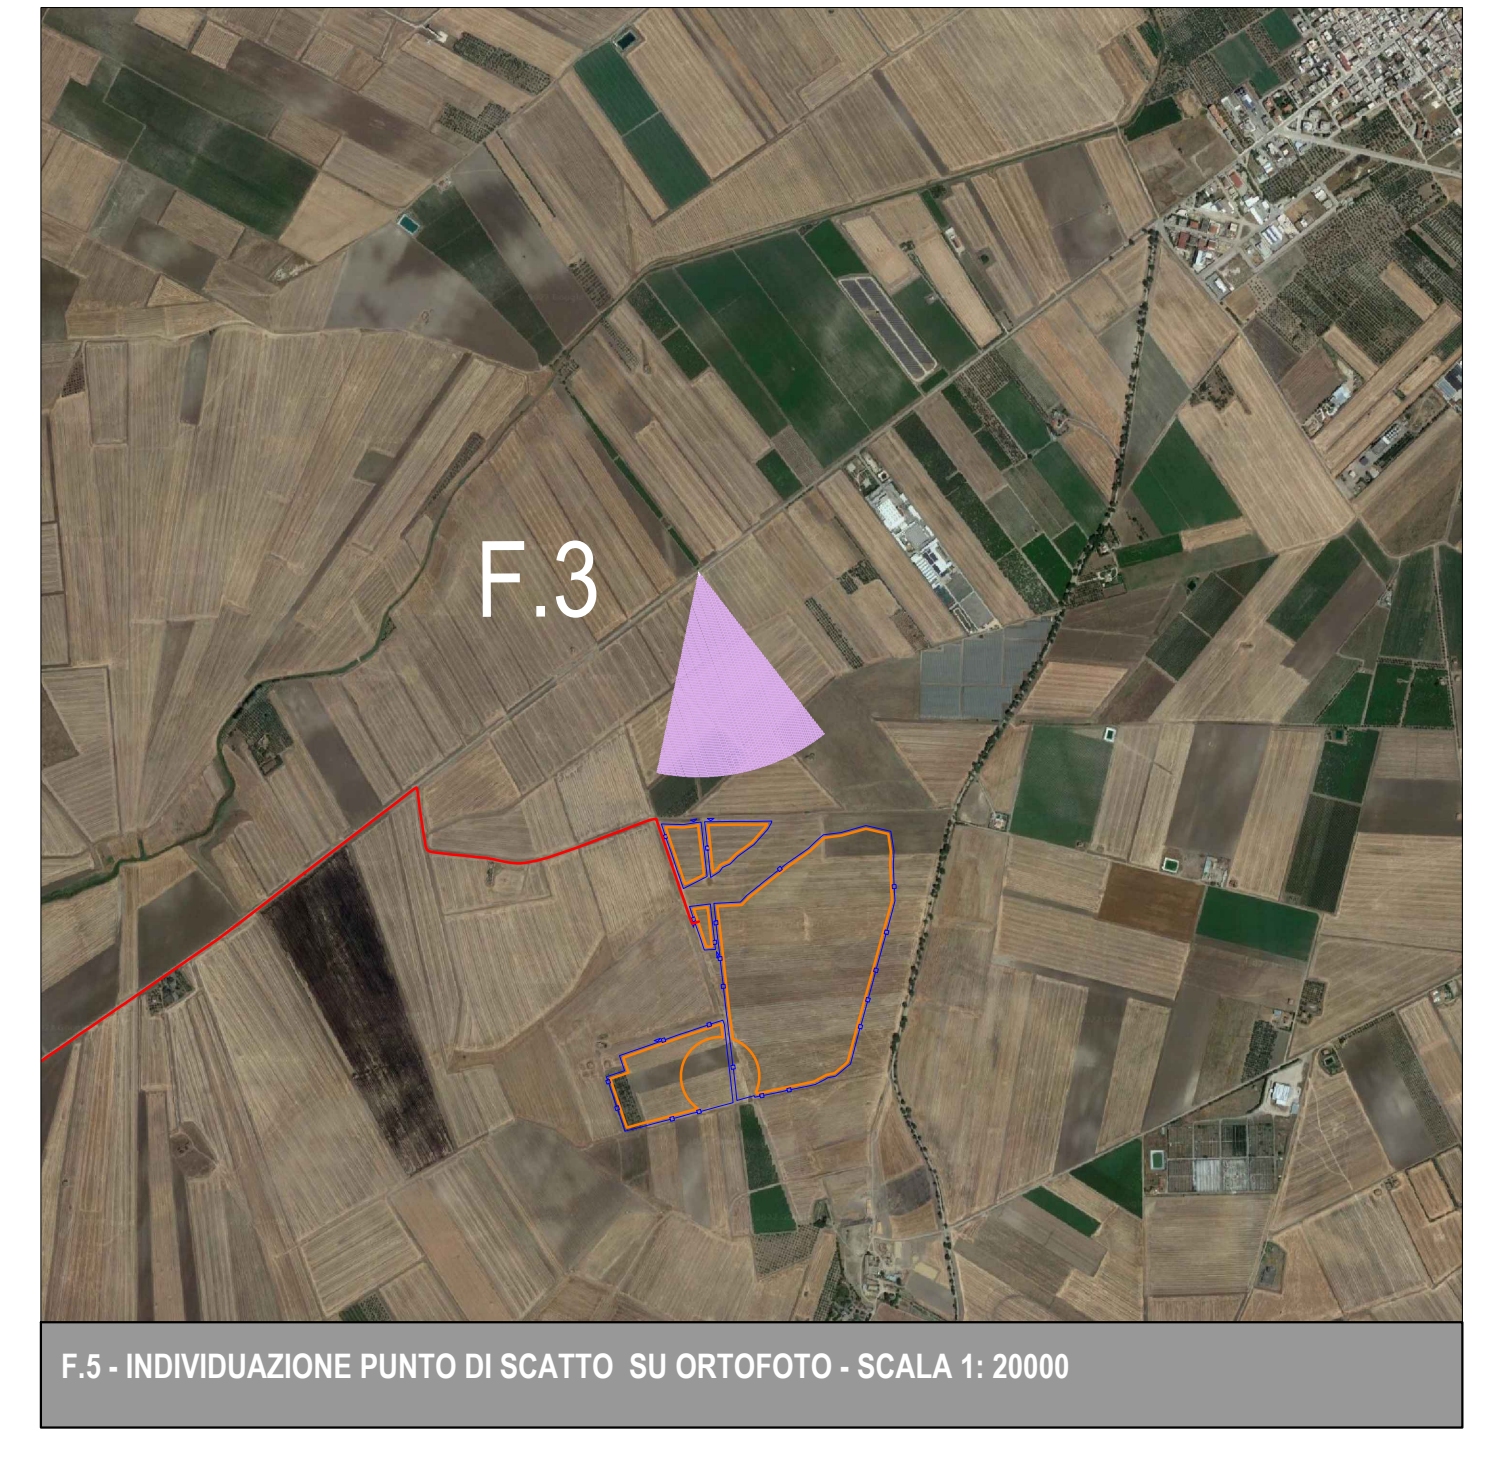 F.3
F.5 - INDIVIDUAZIONE PUNTO DI SCATTO SU ORTOFOTO - SCALA 1: 20000